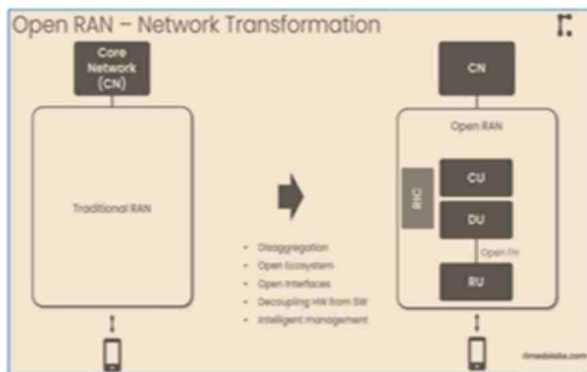 Open RAN – Network Transformation
Core
Network
(CN)
Traditional RAN
• Disaggregation
• Open Ecosystem
• Open Interfaces
• Decoupling HW from SW
• Intelligent management
CN
Open RAN
RIC
CU
DU
Open FH
RU
rimedolabs.com